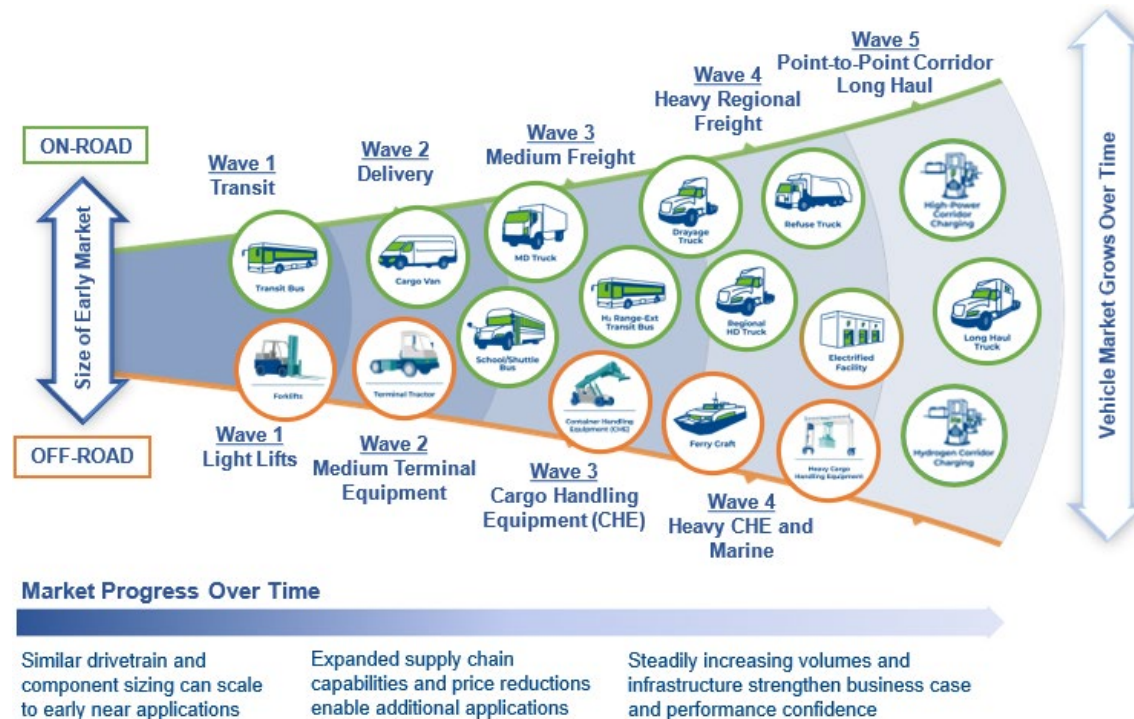 Wave 5
Point-to-Point Corridor
Long Haul
Wave 4
Heavy Regional
Freight
Wave 3
Medium Freight
Wave 2
Delivery
Wave 1
Transit
ON-ROAD
Size of Early Market
OFF-ROAD
Vehicle Market Grows Over Time
Transit Bus
Cargo Van
MD Truck
Drayage
Truck
Refuse Truck
High-Power
Corridor
Charging
School/Shuttle
Bus
H₂ Range-Ext
Transit Bus
Regional
HD Truck
Electrified
Facility
Long Haul
Truck
Forklifts
Terminal Tractor
Container Handling
Equipment (CHE)
Ferry Craft
Heavy Cargo
Handling Equipment
Hydrogen Corridor
Charging
Wave 1
Light Lifts
Wave 2
Medium Terminal
Equipment
Wave 3
Cargo Handling
Equipment (CHE)
Wave 4
Heavy CHE and
Marine
Market Progress Over Time
Similar drivetrain and
component sizing can scale
to early near applications
Expanded supply chain
capabilities and price reductions
enable additional applications
Steadily increasing volumes and
infrastructure strengthen business case
and performance confidence